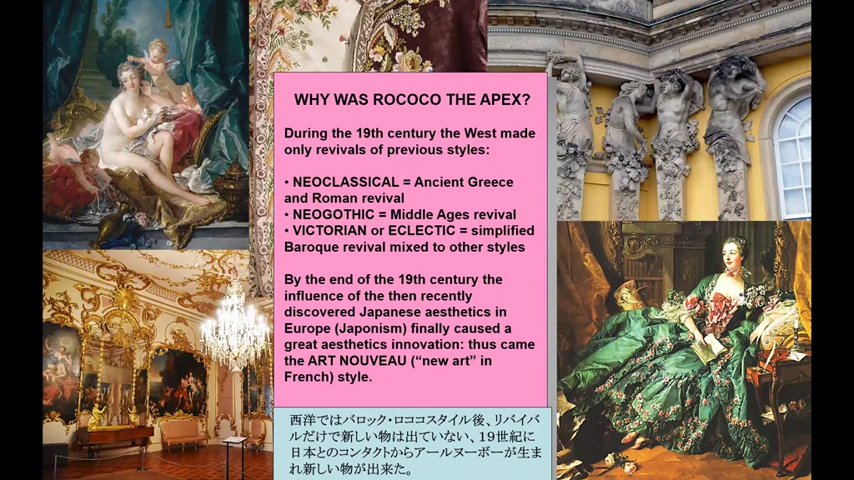 WHY WAS ROCOCO THE APEX?
During the 19th century the West made
only revivals of previous styles:
• NEOCLASSICAL = Ancient Greece
and Roman revival
• NEOGOTHIC = Middle Ages revival
• VICTORIAN or ECLECTIC = simplified
Baroque revival mixed to other styles
By the end of the 19th century the
influence of the then recently
discovered Japanese aesthetics in
Europe (Japonism) finally caused a
great aesthetics innovation: thus came
the ART NOUVEAU (“new art” in
French) style.
西洋ではバロック・ロココスタイル後、リバイバ
ルだけで新しい物は出ていない、19世紀に
日本とのコンタクトからアールヌーボーが生ま
れ新しい物が出来た。